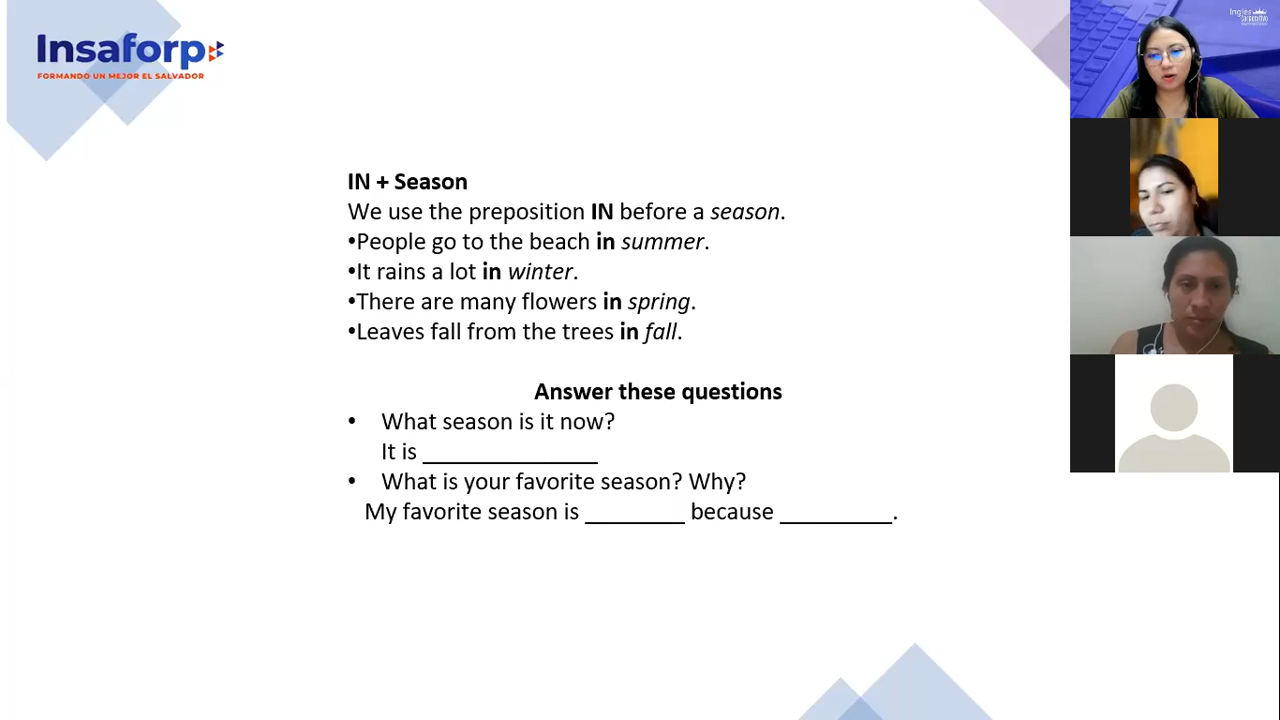 Insaforp
FORMANDO UN MEJOR EL SALVADOR
IN + Season
We use the preposition IN before a season.
•People go to the beach in summer.
•It rains a lot in winter.
•There are many flowers in spring.
•Leaves fall from the trees in fall.
Answer these questions
• What season is it now?
It is ______________
• What is your favorite season? Why?
My favorite season is ________ because _________.
Ingles